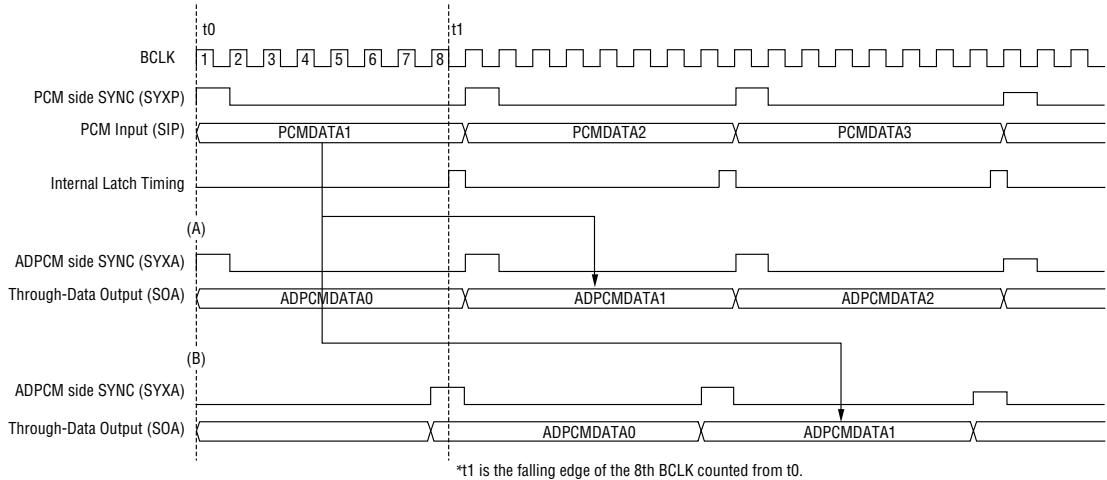 t0 t1
BCLK 1 2 3 4 5 6 7 8
PCM side SYNC (SYXP)
PCM Input (SIP) PCMDATA1 PCMDATA2 PCMDATA3
Internal Latch Timing
(A)
ADPCM side SYNC (SYXA)
Through-Data Output (SOA) ADPCMDATA0 ADPCMDATA1 ADPCMDATA2
(B)
ADPCM side SYNC (SYXA)
Through-Data Output (SOA) ADPCMDATA0 ADPCMDATA1
*t1 is the falling edge of the 8th BCLK counted from t0.